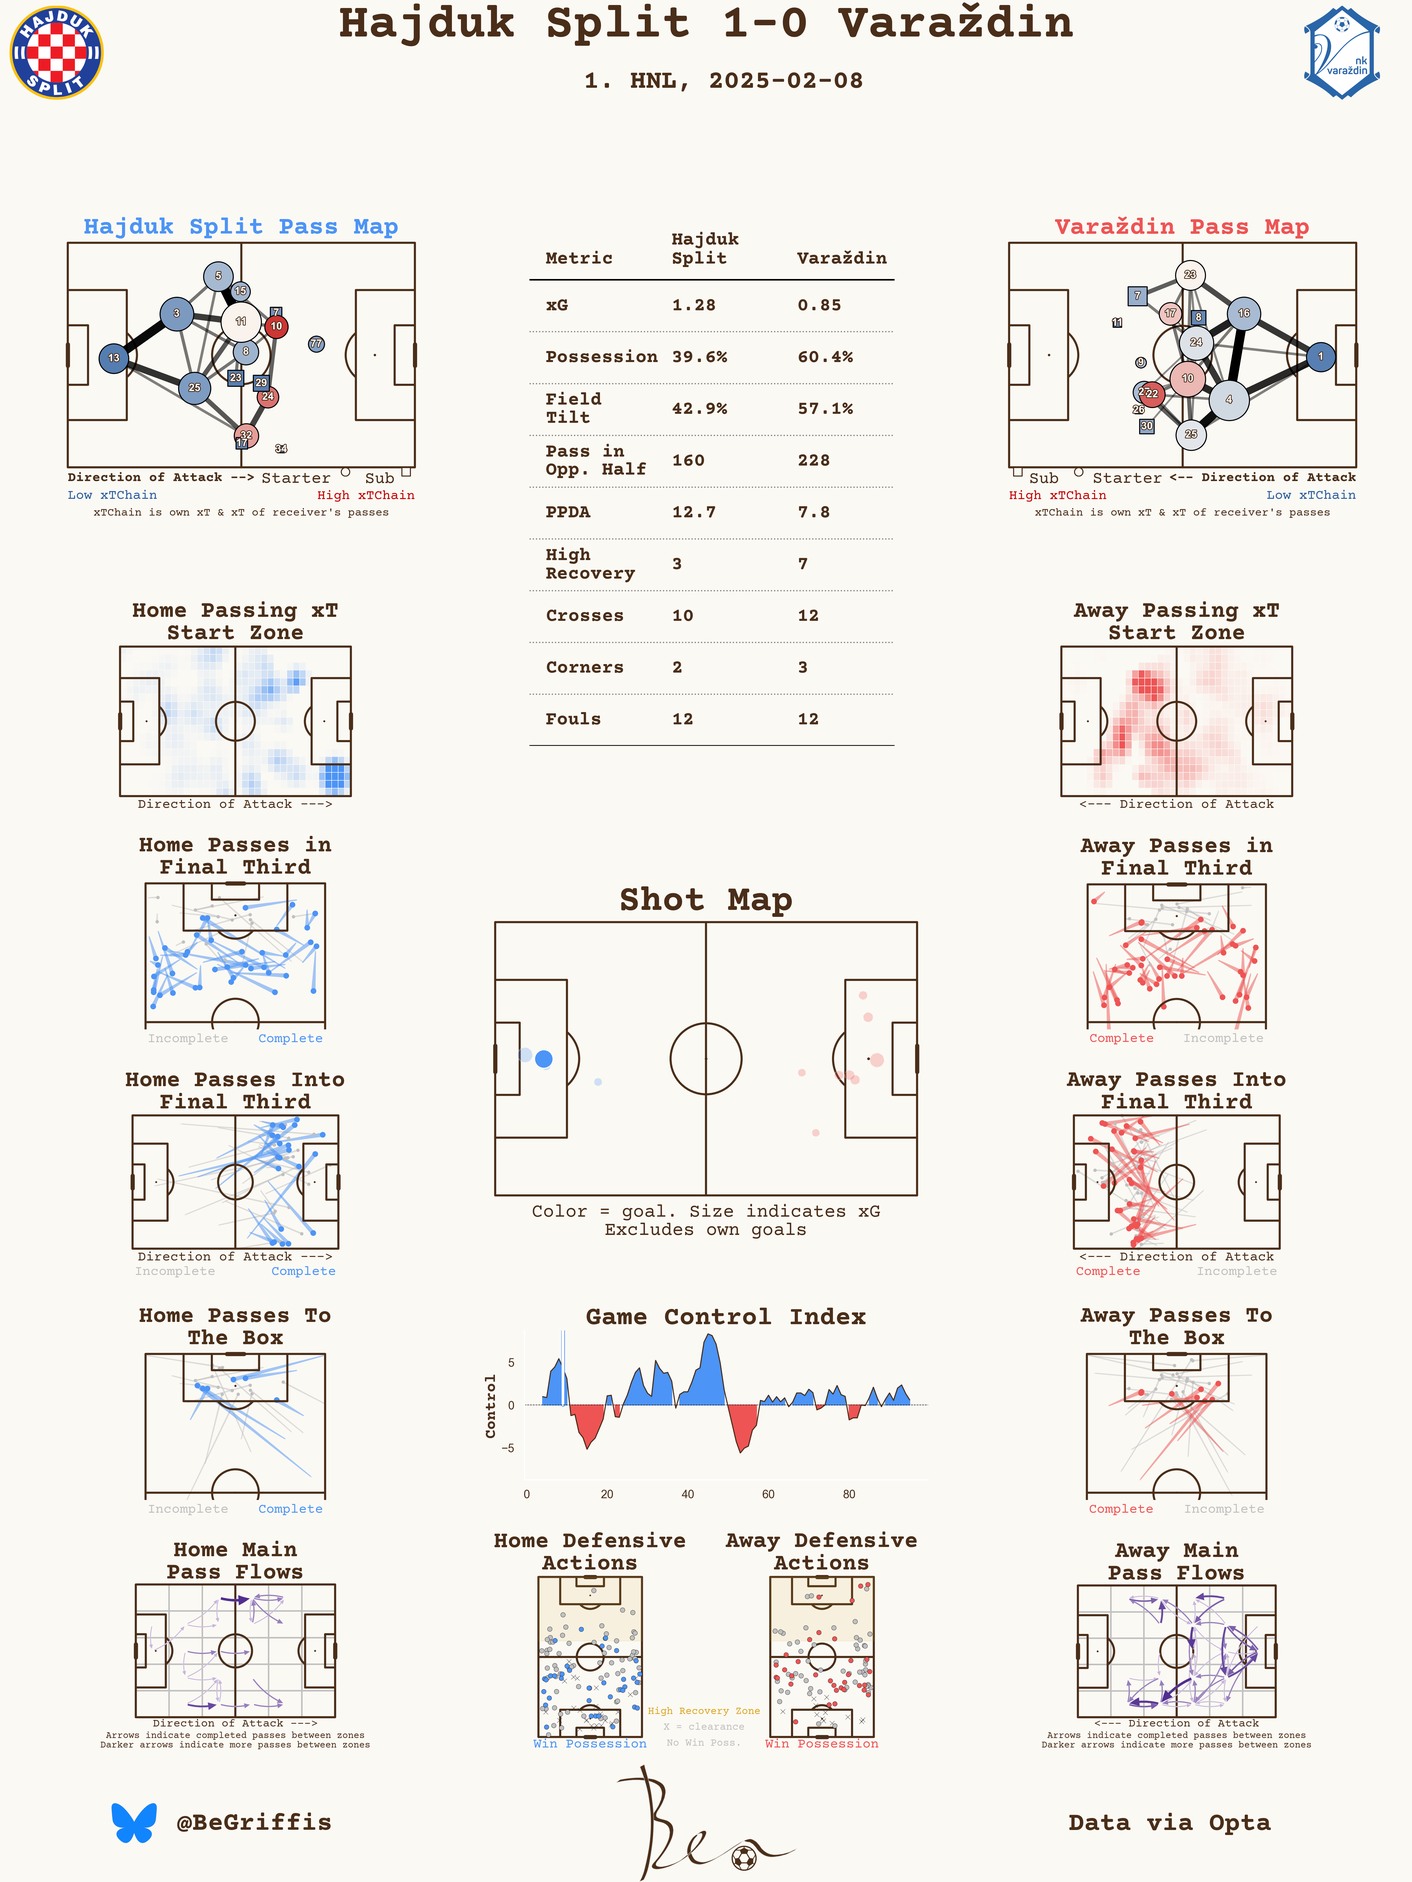 Hajduk Split 1-0 Varaždin
1. HNL, 2025-02-08
HAJDUK
SPLIT
nk
varaždin
Hajduk Split Pass Map
5
15
3
11
7
10
13
8
77
23
29
25
24
32
17
34
Direction of Attack --> Starter Sub
Low xTChain High xTChain
xTChain is own xT & xT of receiver's passes
Metric Hajduk Split Varaždin
xG 1.28 0.85
Possession 39.6% 60.4%
Field Tilt 42.9% 57.1%
Pass in Opp. Half 160 228
PPDA 12.7 7.8
High Recovery 3 7
Crosses 10 12
Corners 2 3
Fouls 12 12
Varaždin Pass Map
23
7
17
8
16
11
24
1
9
10
22
4
26
30
25
Sub Starter <-- Direction of Attack
High xTChain Low xTChain
xTChain is own xT & xT of receiver's passes
Home Passing xT
Start Zone
Direction of Attack --->
Away Passing xT
Start Zone
<--- Direction of Attack
Home Passes in
Final Third
Incomplete Complete
Away Passes in
Final Third
Complete Incomplete
Shot Map
Color = goal. Size indicates xG
Excludes own goals
Home Passes Into
Final Third
Direction of Attack --->
Incomplete Complete
Away Passes Into
Final Third
<--- Direction of Attack
Complete Incomplete
Home Passes To
The Box
Incomplete Complete
Game Control Index
Control
5
0
−5
0 20 40 60 80
Away Passes To
The Box
Complete Incomplete
Home Main
Pass Flows
Direction of Attack --->
Arrows indicate completed passes between zones
Darker arrows indicate more passes between zones
Home Defensive
Actions
Win Possession
High Recovery Zone
X = clearance
No Win Poss.
Away Defensive
Actions
Win Possession
Away Main
Pass Flows
<--- Direction of Attack
Arrows indicate completed passes between zones
Darker arrows indicate more passes between zones
@BeGriffis
Ben
Data via Opta